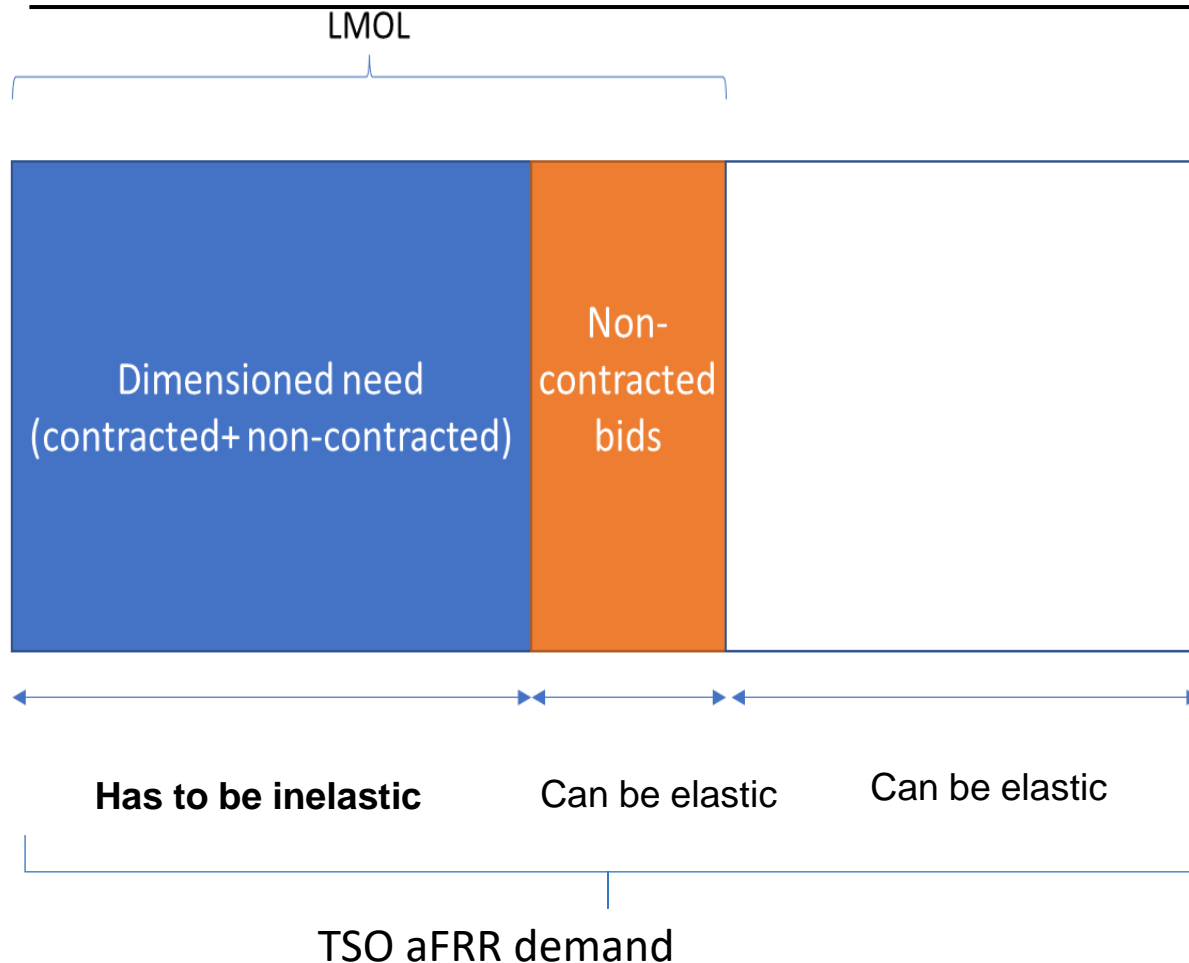 LMOL
Dimensioned need
(contracted+ non-contracted)
Non-
contracted
bids
Has to be inelastic
Can be elastic
Can be elastic
TSO aFRR demand